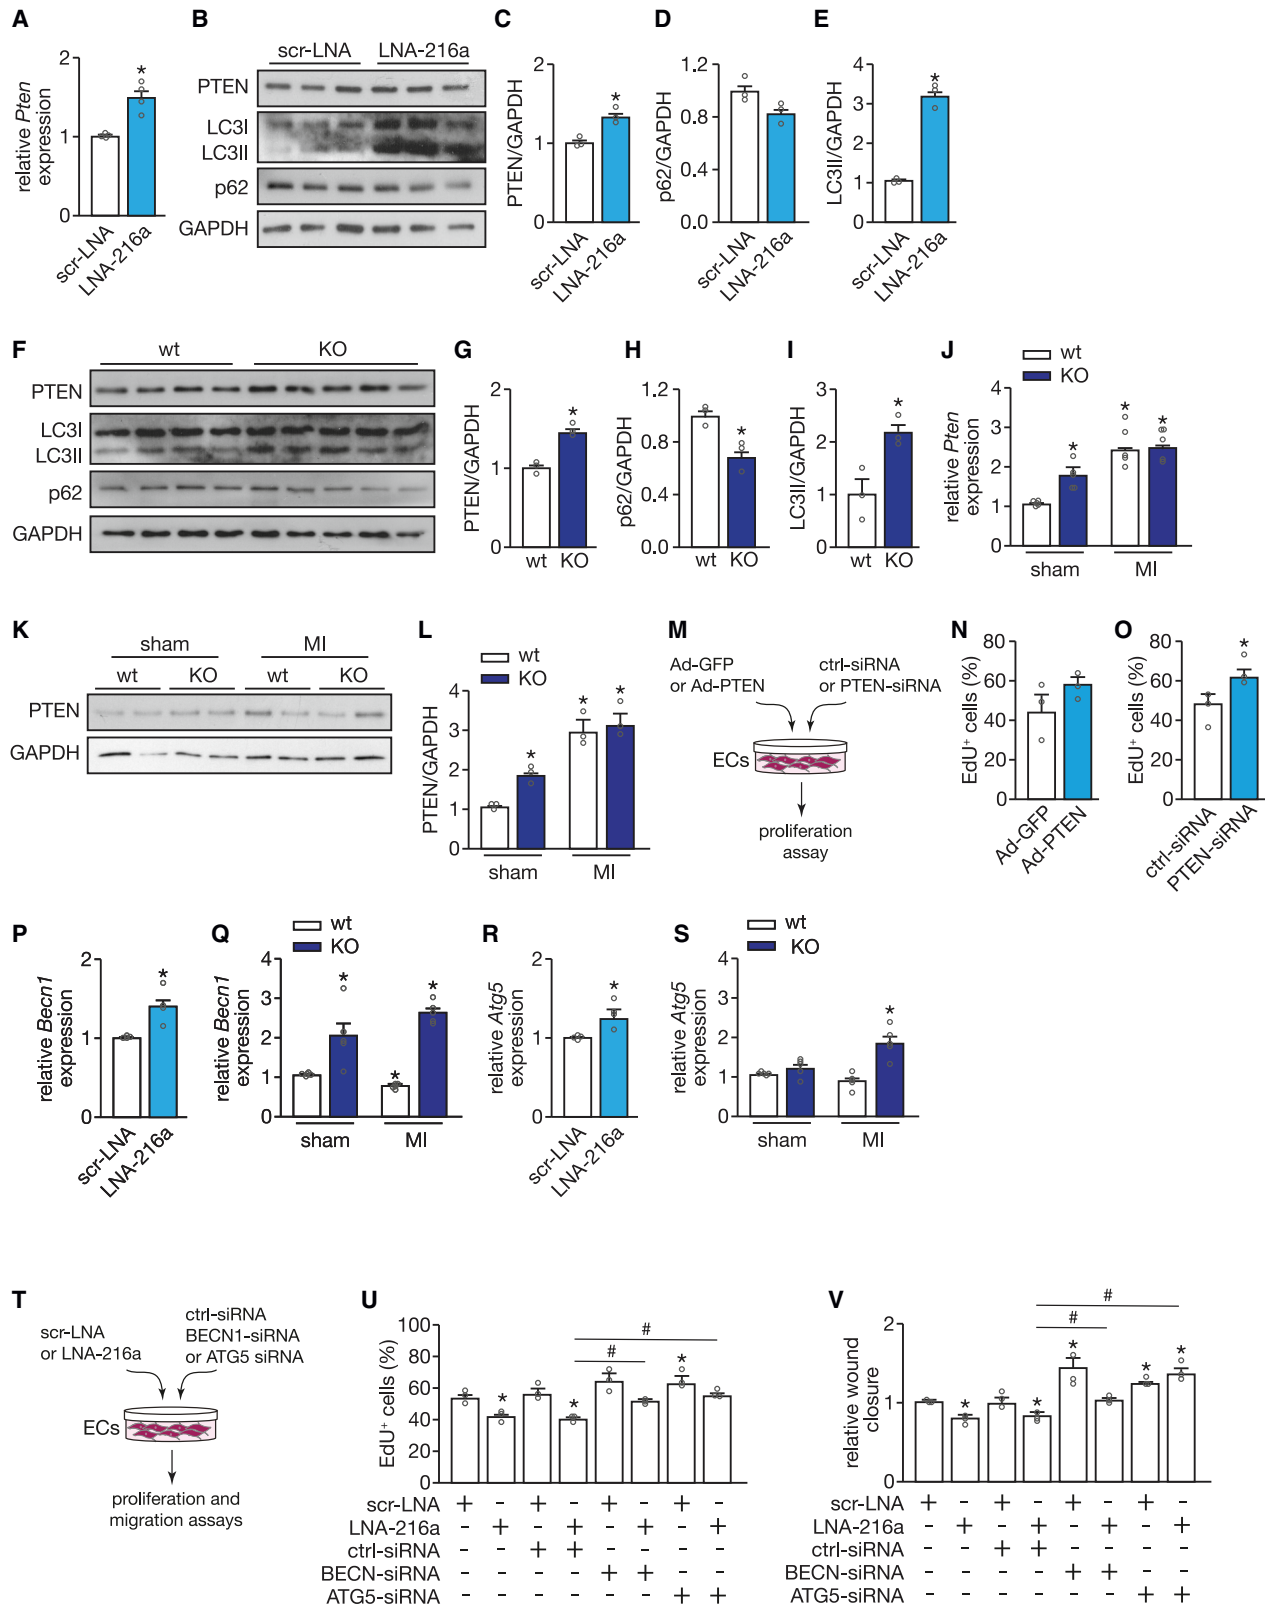 A
relative Pten
expression
2
1
0
*
scr-LNA
LNA-216a
B
scr-LNA LNA-216a
PTEN
LC3I
LC3II
p62
GAPDH
C
PTEN/GAPDH
2
1
0
*
scr-LNA
LNA-216a
D
p62/GAPDH
1.2
0.8
0.4
0.0
scr-LNA
LNA-216a
E
LC3II/GAPDH
4
3
2
1
0
*
scr-LNA
LNA-216a
F
wt KO
PTEN
LC3I
LC3II
p62
GAPDH
G
PTEN/GAPDH
2
1
0
*
wt KO
H
p62/GAPDH
1.2
0.8
0.4
0.0
*
wt KO
I
LC3II/GAPDH
3
2
1
0
*
wt KO
J
wt
KO
relative Pten
expression
4
3
2
1
0
* * *
sham MI
K
sham MI
wt KO wt KO
PTEN
GAPDH
L
wt
KO
PTEN/GAPDH
4
3
2
1
0
* * *
sham MI
M
Ad-GFP
or Ad-PTEN
ctrl-siRNA
or PTEN-siRNA
ECs
proliferation
assay
N
EdU+ cells (%)
80
60
40
20
0
Ad-GFP
Ad-PTEN
O
EdU+ cells (%)
80
60
40
20
0
*
ctrl-siRNA
PTEN-siRNA
P
relative Becn1
expression
2
1
0
*
scr-LNA
LNA-216a
Q
wt
KO
relative Becn1
expression
4
3
2
1
0
* * *
sham MI
R
relative Atg5
expression
2
1
0
*
scr-LNA
LNA-216a
S
wt
KO
relative Atg5
expression
4
3
2
1
0
*
sham MI
T
scr-LNA
or LNA-216a
ctrl-siRNA
BECN1-siRNA
or ATG5 siRNA
ECs
proliferation and
migration assays
U
EdU+ cells (%)
100
80
60
40
20
0
#
#
* * *
scr-LNA + - + - + - + -
LNA-216a - + - + - + - +
ctrl-siRNA - - + + - - - -
BECN-siRNA - - - - + + - -
ATG5-siRNA - - - - - - + +
V
relative wound
closure
2
1
0
#
#
* * * * *
scr-LNA + - + - + - + -
LNA-216a - + - + - + - +
ctrl-siRNA - - + + - - - -
BECN-siRNA - - - - + + - -
ATG5-siRNA - - - - - - + +